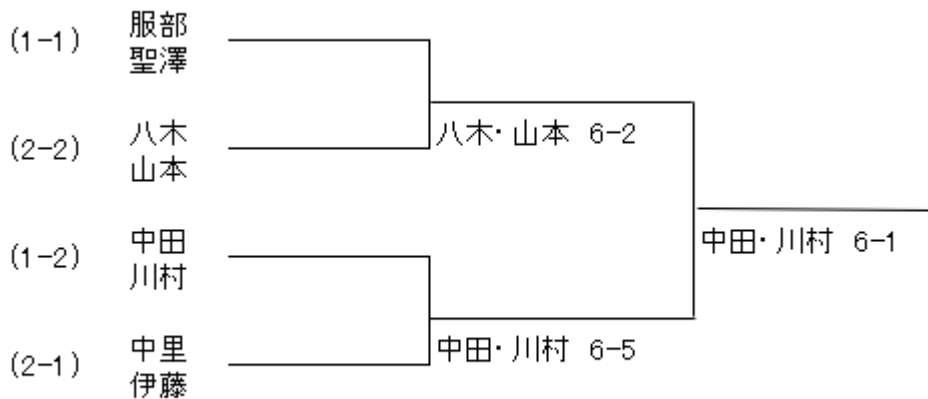 (1-1) 服部
聖澤
(2-2) 八木
山本
八木・山本 6-2
(1-2) 中田
川村
中田・川村 6-1
(2-1) 中里
伊藤
中田・川村 6-5